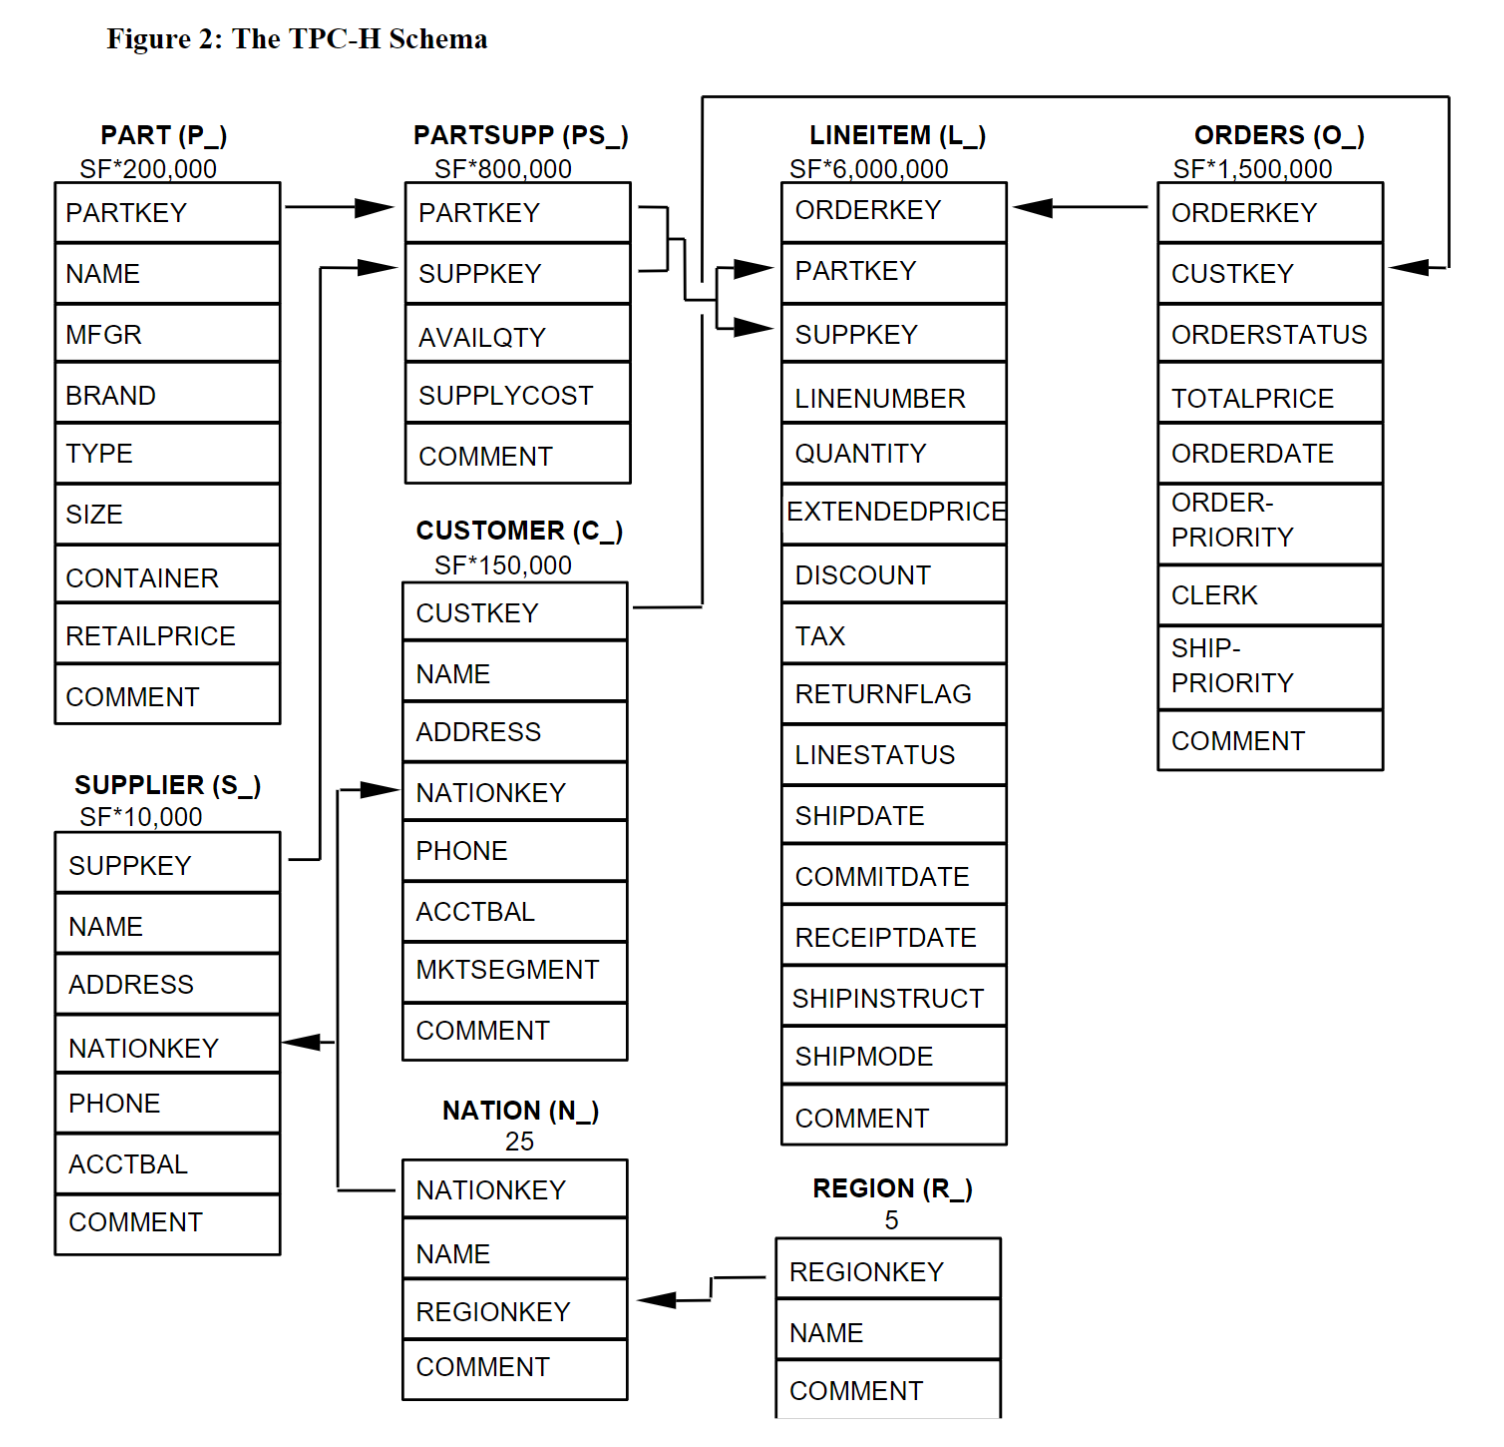 Figure 2: The TPC-H Schema
PART (P_)
SF*200,000
PARTKEY
NAME
MFGR
BRAND
TYPE
SIZE
CONTAINER
RETAILPRICE
COMMENT
SUPPLIER (S_)
SF*10,000
SUPPKEY
NAME
ADDRESS
NATIONKEY
PHONE
ACCTBAL
COMMENT
PARTSUPP (PS_)
SF*800,000
PARTKEY
SUPPKEY
AVAILQTY
SUPPLYCOST
COMMENT
CUSTOMER (C_)
SF*150,000
CUSTKEY
NAME
ADDRESS
NATIONKEY
PHONE
ACCTBAL
MKTSEGMENT
COMMENT
NATION (N_)
25
NATIONKEY
NAME
REGIONKEY
COMMENT
LINEITEM (L_)
SF*6,000,000
ORDERKEY
PARTKEY
SUPPKEY
LINENUMBER
QUANTITY
EXTENDEDPRICE
DISCOUNT
TAX
RETURNFLAG
LINESTATUS
SHIPDATE
COMMITDATE
RECEIPTDATE
SHIPINSTRUCT
SHIPMODE
COMMENT
REGION (R_)
5
REGIONKEY
NAME
COMMENT
ORDERS (O_)
SF*1,500,000
ORDERKEY
CUSTKEY
ORDERSTATUS
TOTALPRICE
ORDERDATE
ORDER-
PRIORITY
CLERK
SHIP-
PRIORITY
COMMENT